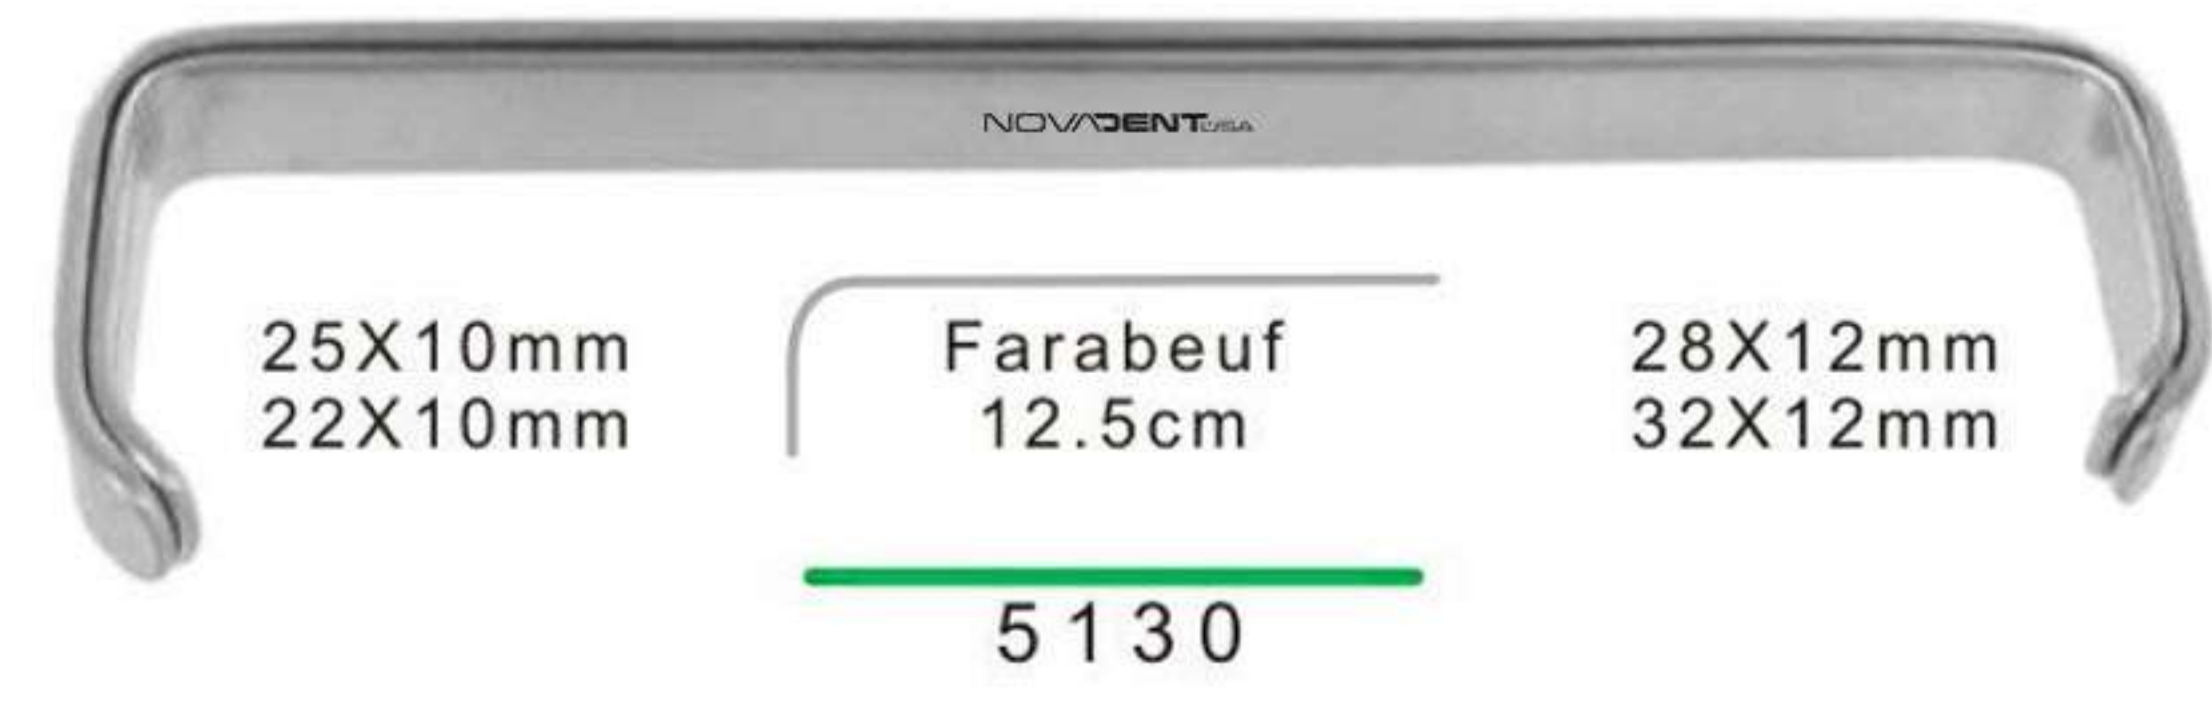 NOVADENT USA
25X10mm
22X10mm
Farabeuf
12.5cm
28X12mm
32X12mm
5130